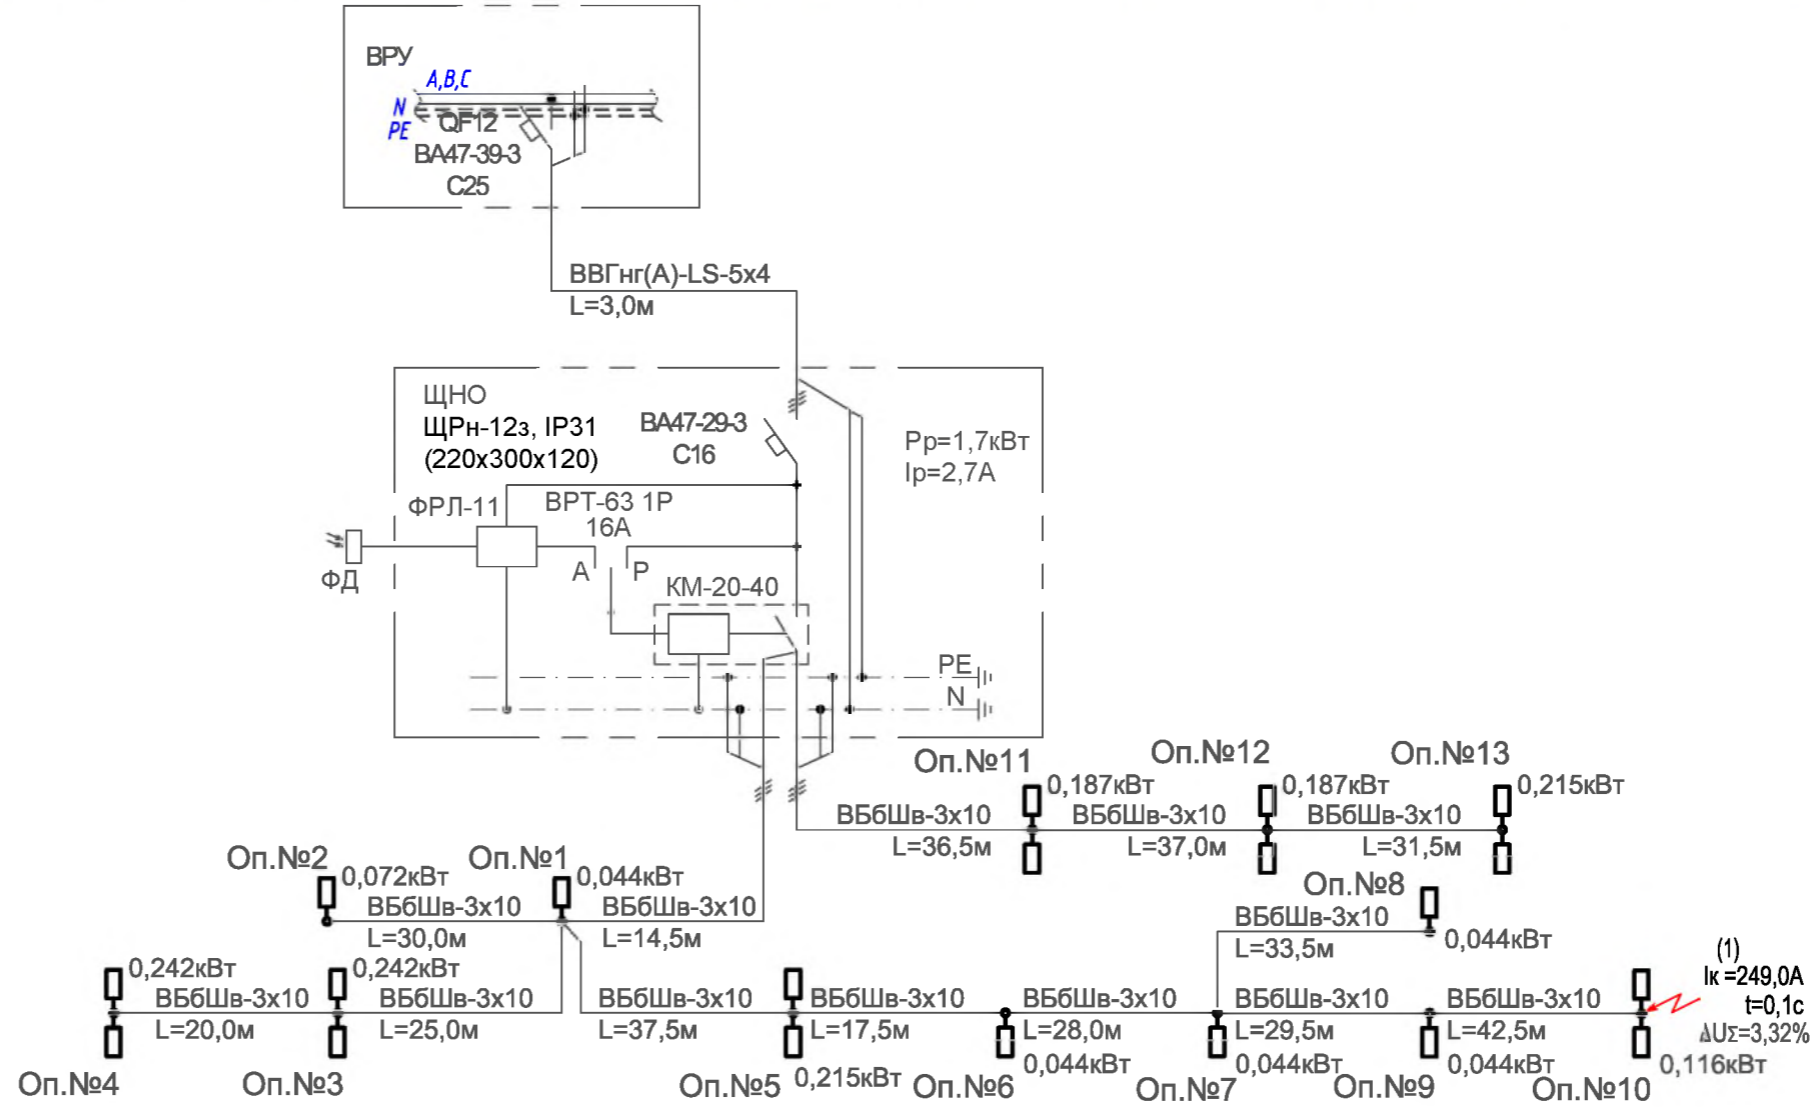 ВРУ
A,B,C
N
PE
QF12
ВА47-39-3
С25
ВВГнг(А)-LS-5х4
L=3,0м
ЩНО
ЩРн-12з, IP31
(220х300х120)
ВА47-29-3
С16
Рр=1,7кВт
Iр=2,7А
ФРЛ-11
ВРТ-63 1Р
16А
ФД
А
Р
КМ-20-40
PE
N
Оп.№11
Оп.№12
Оп.№13
0,187кВт
0,187кВт
0,215кВт
ВБбШв-3х10
ВБбШв-3х10
ВБбШв-3х10
L=36,5м
L=37,0м
L=31,5м
Оп.№2
Оп.№1
0,072кВт
0,044кВт
ВБбШв-3х10
ВБбШв-3х10
L=30,0м
L=14,5м
Оп.№8
ВБбШв-3х10
L=33,5м
0,044кВт
(1)
Iк =249,0А
t=0,1с
ΔUΣ=3,32%
0,242кВт
0,242кВт
ВБбШв-3х10
ВБбШв-3х10
ВБбШв-3х10
ВБбШв-3х10
ВБбШв-3х10
ВБбШв-3х10
ВБбШв-3х10
L=20,0м
L=25,0м
L=37,5м
L=17,5м
L=28,0м
L=29,5м
L=42,5м
0,215кВт
0,044кВт
0,044кВт
0,044кВт
0,116кВт
Оп.№4
Оп.№3
Оп.№5
Оп.№6
Оп.№7
Оп.№9
Оп.№10